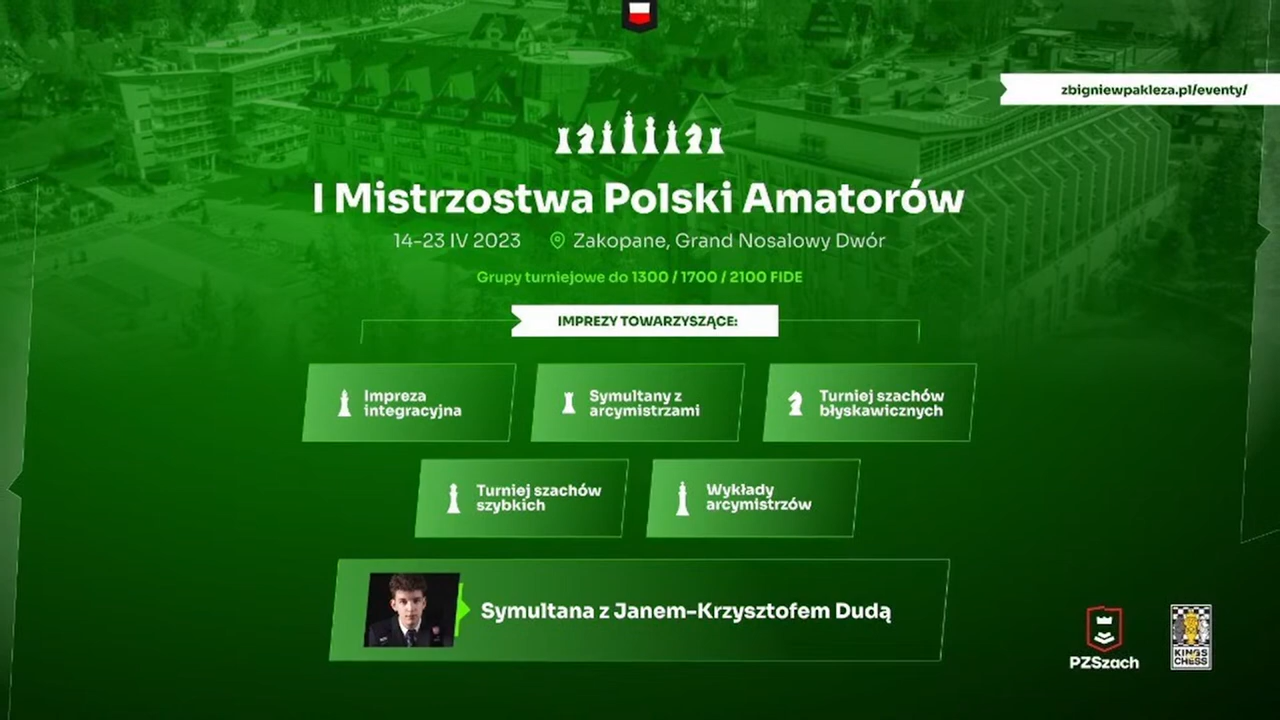 zbigniewpakleza.pl/eventy/
I Mistrzostwa Polski Amatorów
14-23 IV 2023 Zakopane, Grand Nosalowy Dwór
Grupy turniejowe do 1300 / 1700 / 2100 FIDE
IMPREZY TOWARZYSZĄCE:
Impreza
integracyjna
Symultany z
arcymistrzami
Turniej szachów
błyskawicznych
Turniej szachów
szybkich
Wykłady
arcymistrzów
Symultana z Janem-Krzysztofem Dudą
PZSzach
KINGS
CHESS